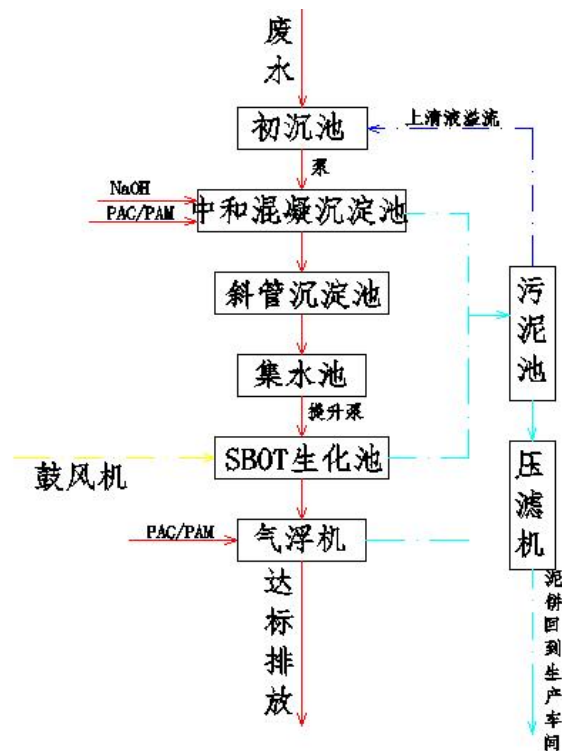 废水
初沉池
上清液溢流
泵
NaOH
PAC/PAM
中和混凝沉淀池
斜管沉淀池
污泥池
集水池
提升泵
SBOT生化池
鼓风机
压滤机
PAC/PAM
气浮机
达标排放
泥饼回到生产车间